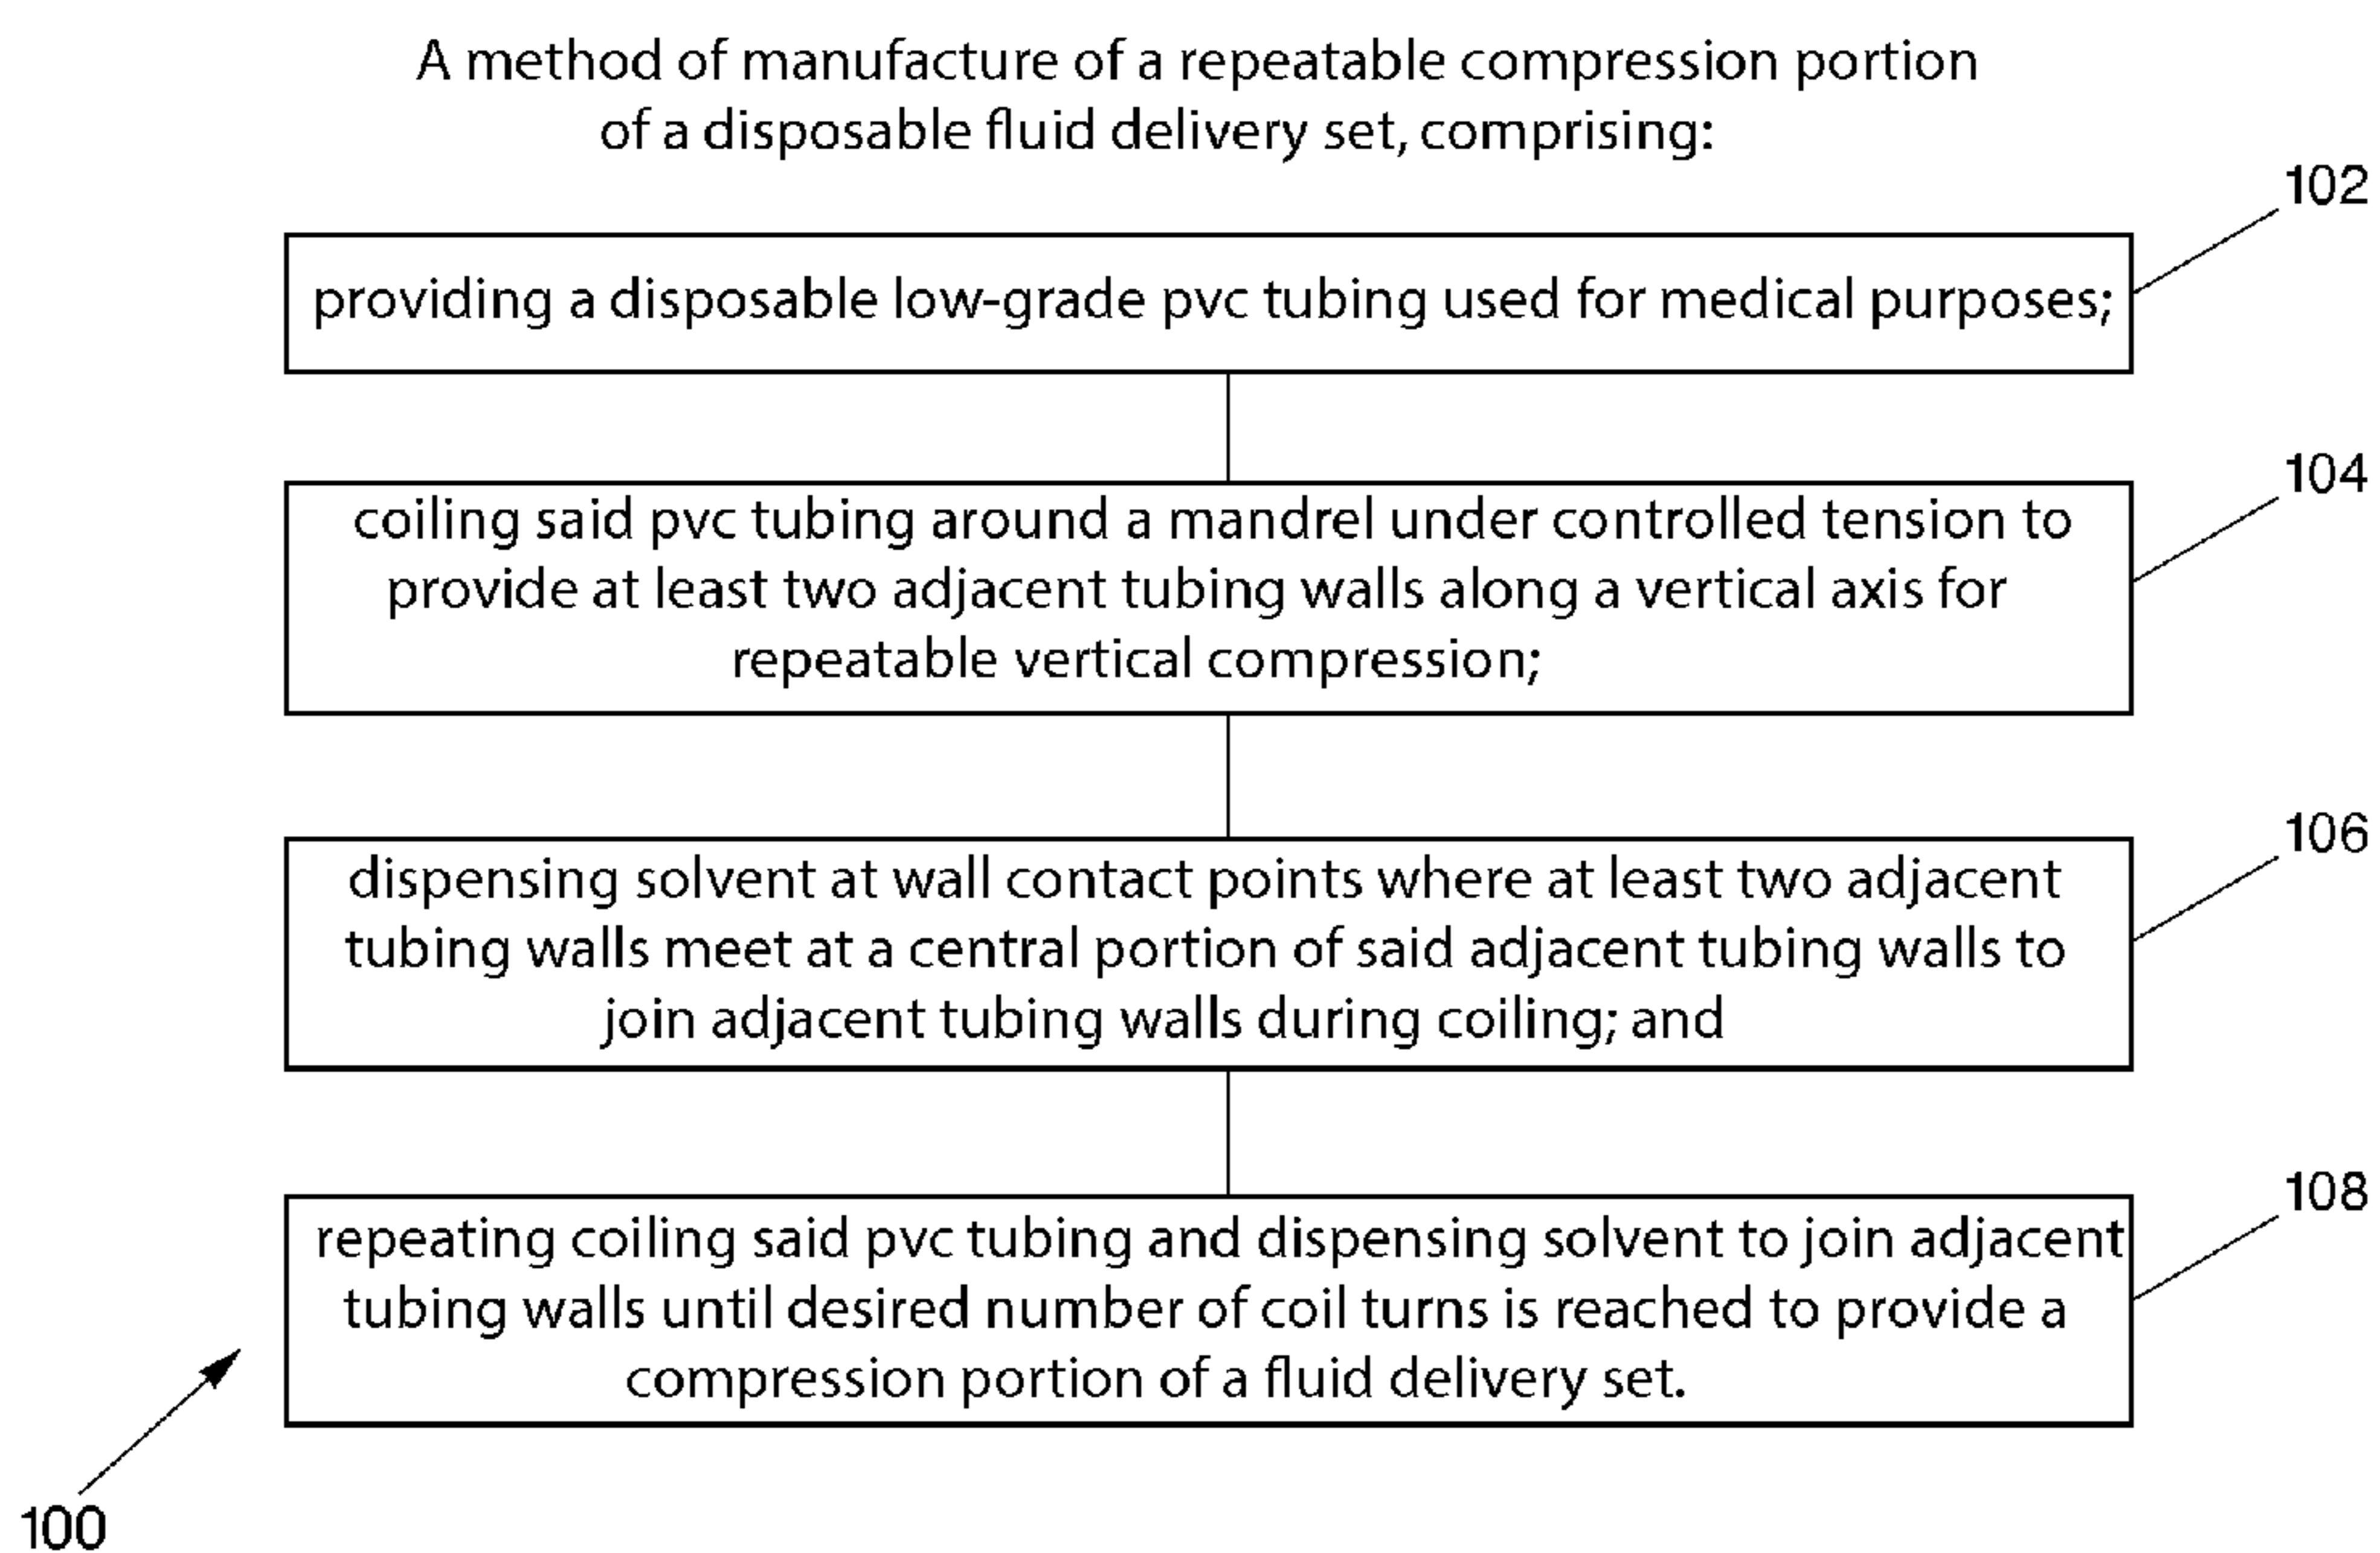 A method of manufacture of a repeatable compression portion
of a disposable fluid delivery set, comprising:
102
providing a disposable low-grade pvc tubing used for medical purposes;
104
coiling said pvc tubing around a mandrel under controlled tension to
provide at least two adjacent tubing walls along a vertical axis for
repeatable vertical compression;
106
dispensing solvent at wall contact points where at least two adjacent
tubing walls meet at a central portion of said adjacent tubing walls to
join adjacent tubing walls during coiling; and
108
repeating coiling said pvc tubing and dispensing solvent to join adjacent
tubing walls until desired number of coil turns is reached to provide a
compression portion of a fluid delivery set.
100